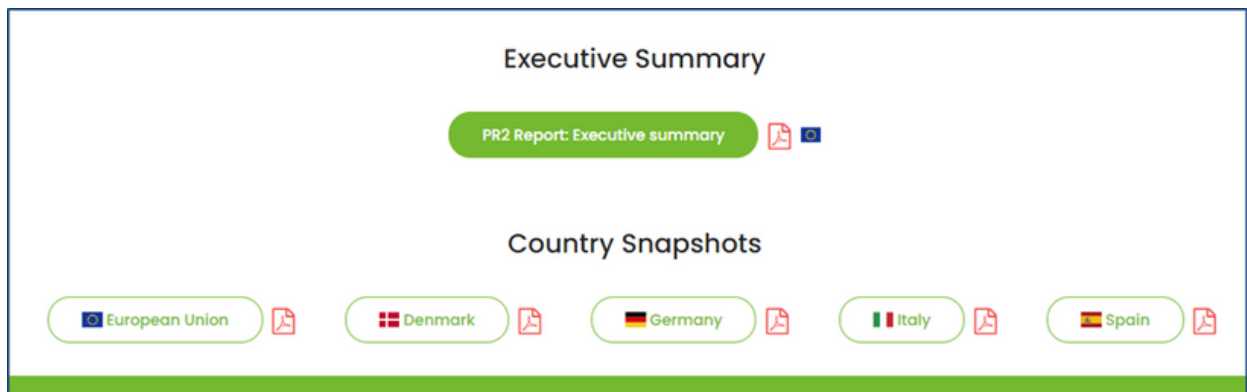 Executive Summary
PR2 Report: Executive summary
Country Snapshots
European Union Denmark Germany Italy Spain